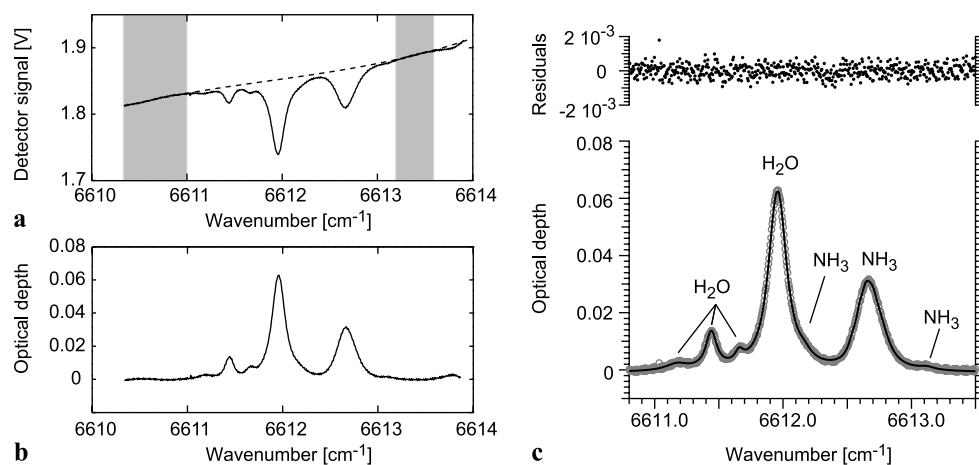 Detector signal [V]
1.9
1.8
1.7
6610 6611 6612 6613 6614
Wavenumber [cm-1]
a
Optical depth
0.08
0.06
0.04
0.02
0
6610 6611 6612 6613 6614
Wavenumber [cm-1]
b
Residuals
2 10-3
0
-2 10-3
Optical depth
0.08
0.06
0.04
0.02
0
H2O
H2O
NH3
NH3
NH3
6611.0 6612.0 6613.0
Wavenumber [cm-1]
c